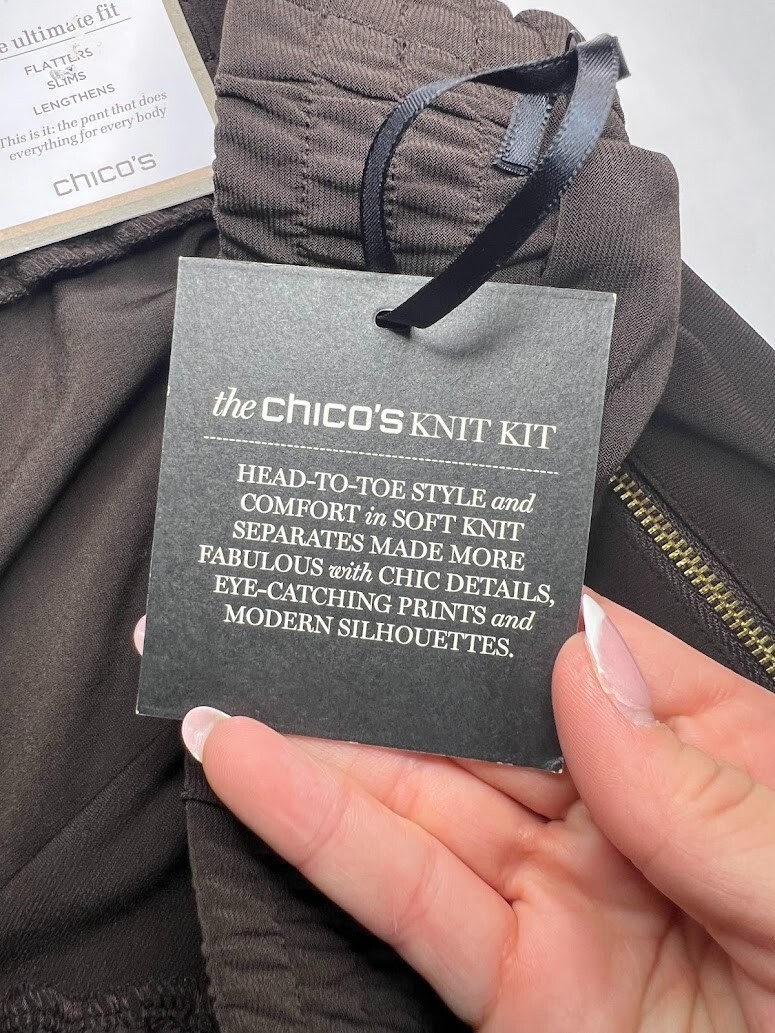 e ultimate fit
FLATTERS
SLIMS
LENGTHENS
This is it: the pant that does
everything for every body
chico's
the chico's KNIT KIT
HEAD-TO-TOE STYLE and
COMFORT in SOFT KNIT
SEPARATES MADE MORE
FABULOUS with CHIC DETAILS,
EYE-CATCHING PRINTS and
MODERN SILHOUETTES.